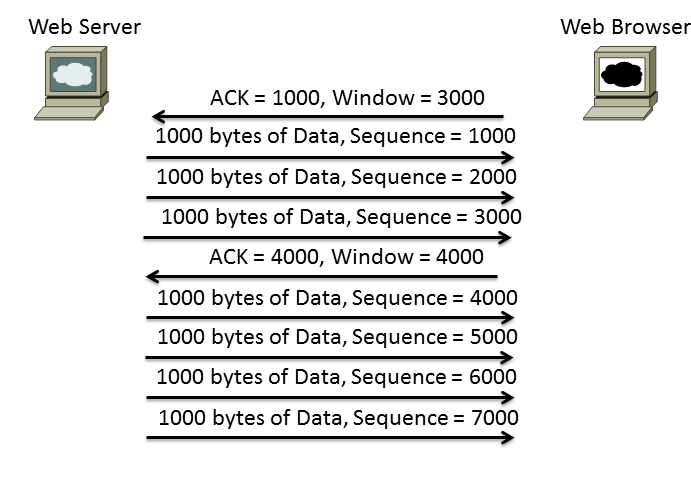 Web Server
Web Browser
ACK = 1000, Window = 3000
1000 bytes of Data, Sequence = 1000
1000 bytes of Data, Sequence = 2000
1000 bytes of Data, Sequence = 3000
ACK = 4000, Window = 4000
1000 bytes of Data, Sequence = 4000
1000 bytes of Data, Sequence = 5000
1000 bytes of Data, Sequence = 6000
1000 bytes of Data, Sequence = 7000